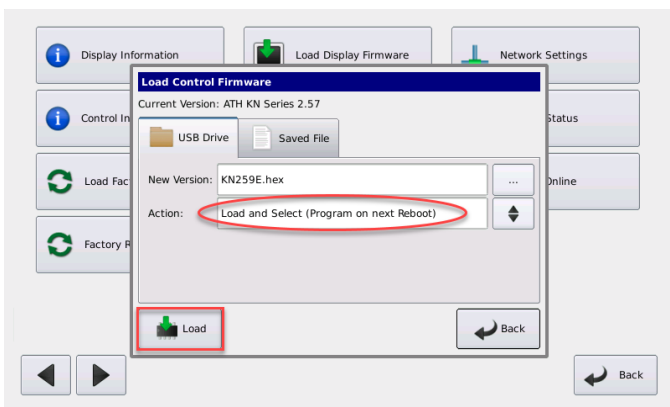 Display Information
Load Display Firmware
Network Settings
Load Control Firmware
Current Version: ATH KN Series 2.57
Control In
Status
USB Drive
Saved File
Load Fac
New Version:
KN259E.hex
...
Online
Action:
Load and Select (Program on next Reboot)
Factory R
Load
Back
Back